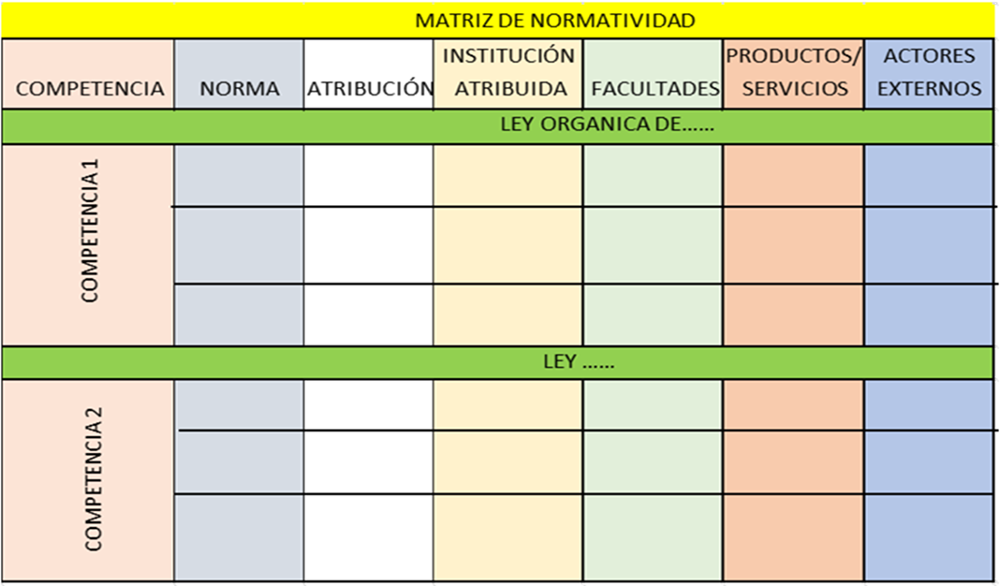 MATRIZ DE NORMATIVIDAD
COMPETENCIA
NORMA
ATRIBUCIÓN
INSTITUCIÓN
ATRIBUIDA
FACULTADES
PRODUCTOS/
SERVICIOS
ACTORES
EXTERNOS
LEY ORGANICA DE......
COMPETENCIA 1
LEY ......
COMPETENCIA 2